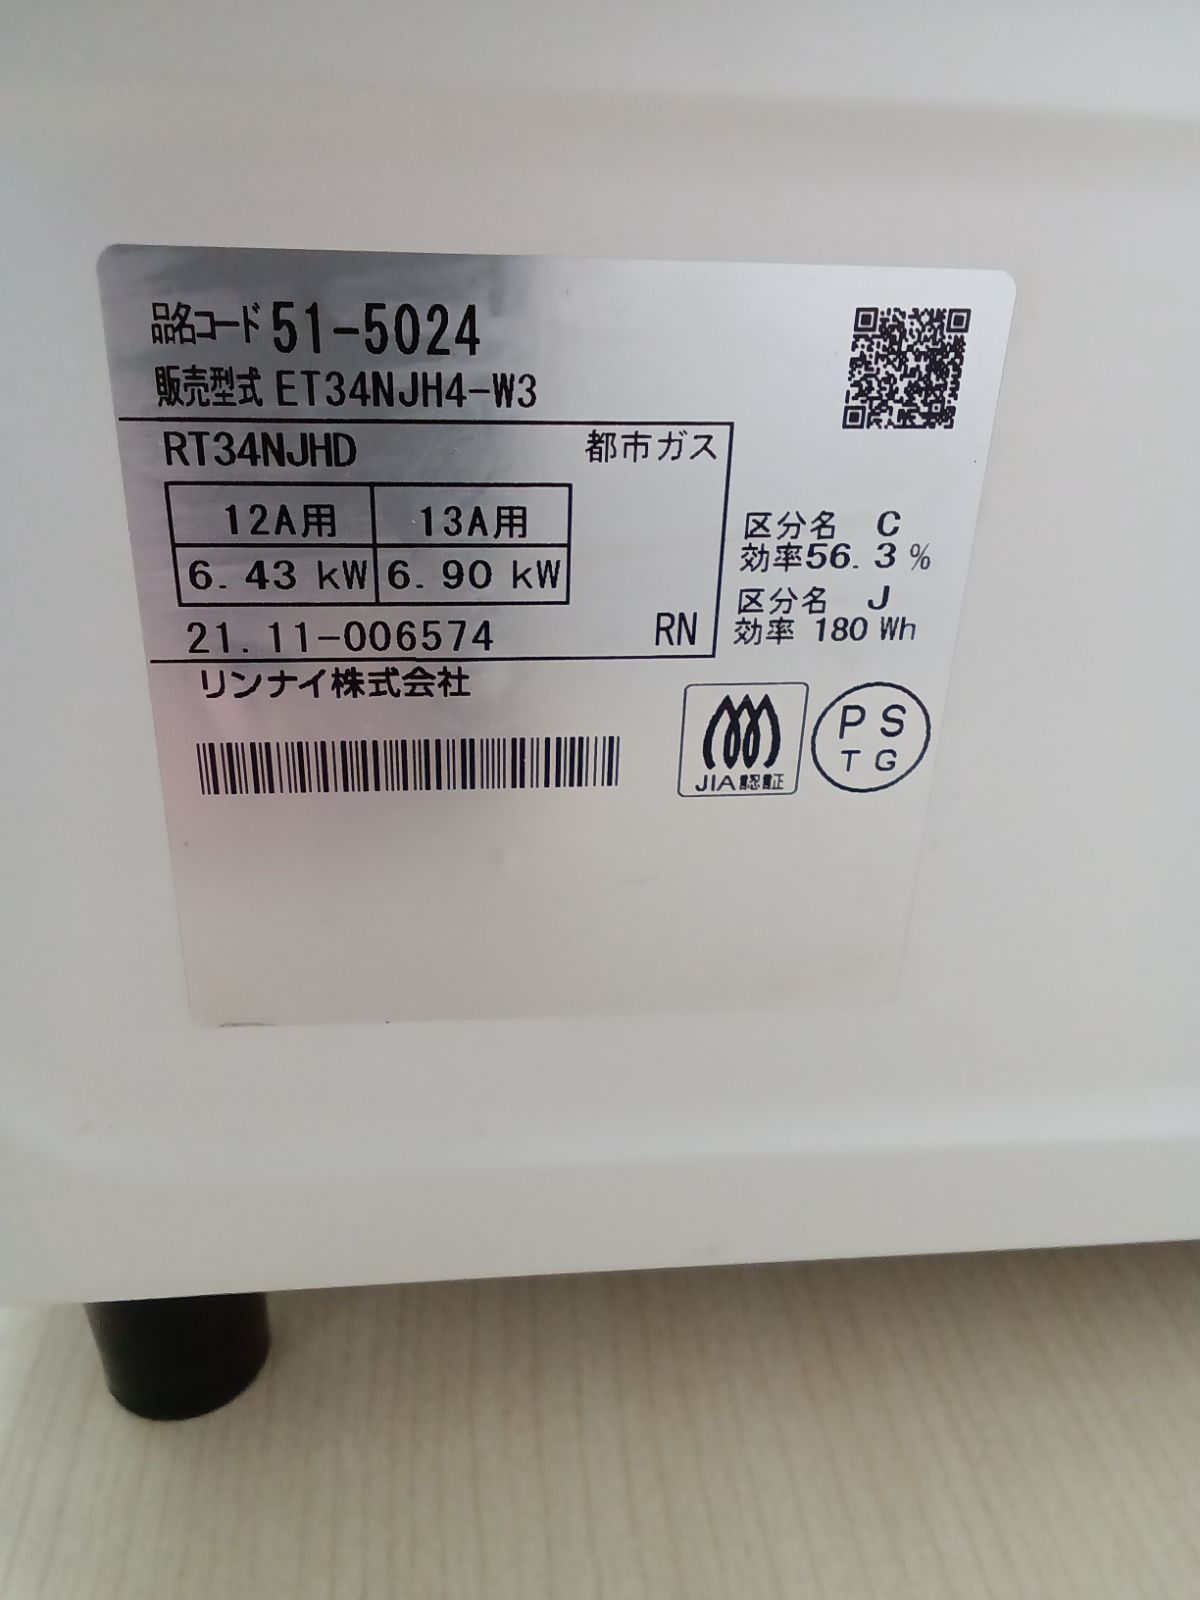 品名コード 51-5024
販売型式 ET34NJH4-W3
RT34NJHD 都市ガス
12A用 13A用
6.43 kW 6.90 kW
21.11-006574 RN
リンナイ株式会社
区分名 C
効率56.3 %
区分名 J
効率 180 Wh
JIA認証
PS
TG